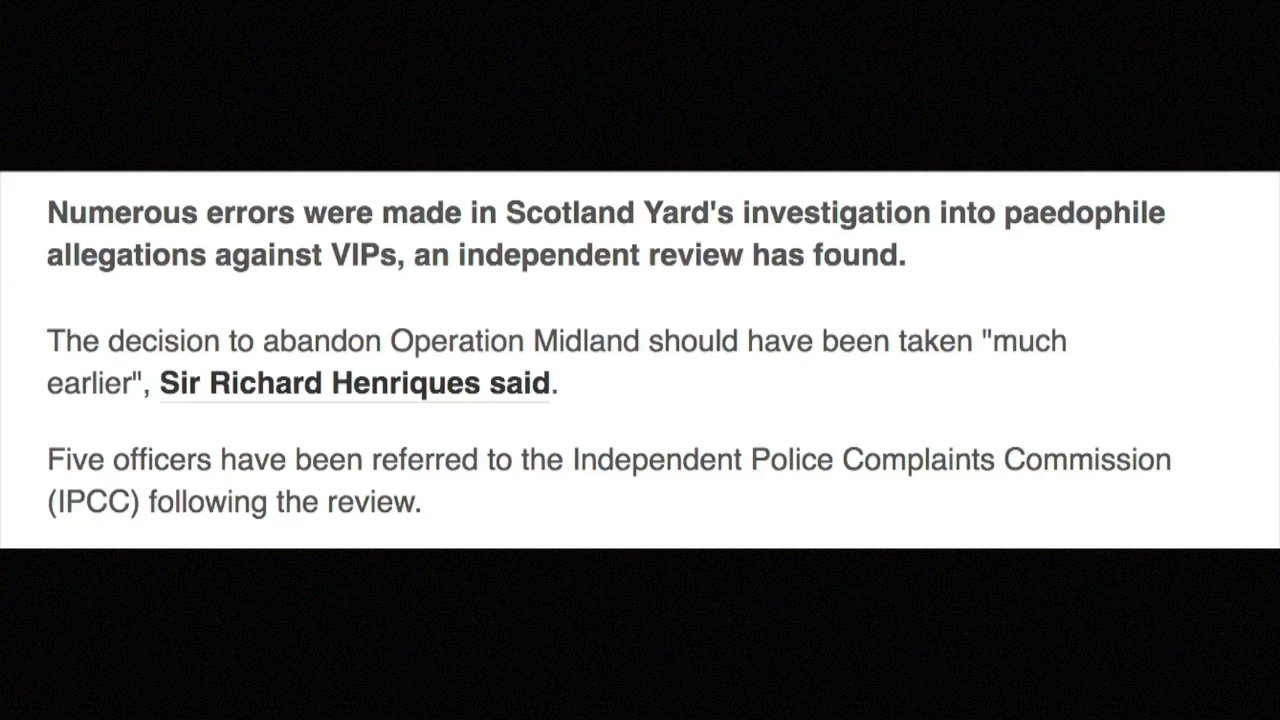 Numerous errors were made in Scotland Yard's investigation into paedophile
allegations against VIPs, an independent review has found.
The decision to abandon Operation Midland should have been taken "much
earlier", Sir Richard Henriques said.
Five officers have been referred to the Independent Police Complaints Commission
(IPCC) following the review.